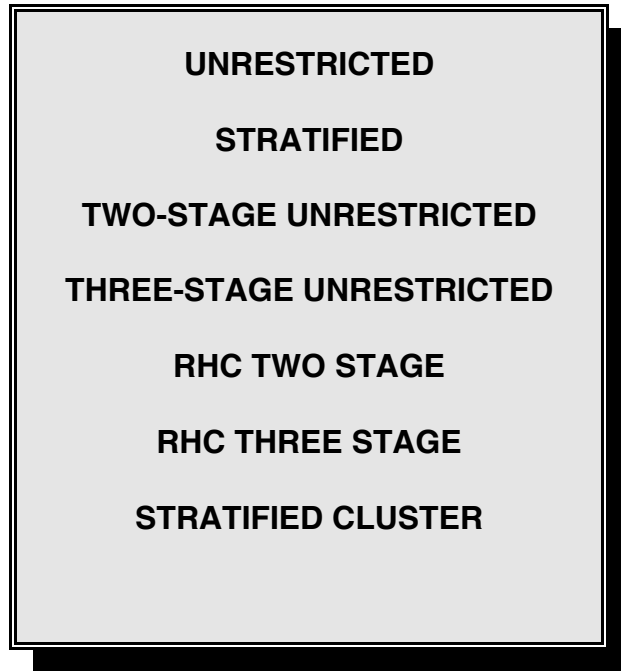 UNRESTRICTED
STRATIFIED
TWO-STAGE UNRESTRICTED
THREE-STAGE UNRESTRICTED
RHC TWO STAGE
RHC THREE STAGE
STRATIFIED CLUSTER